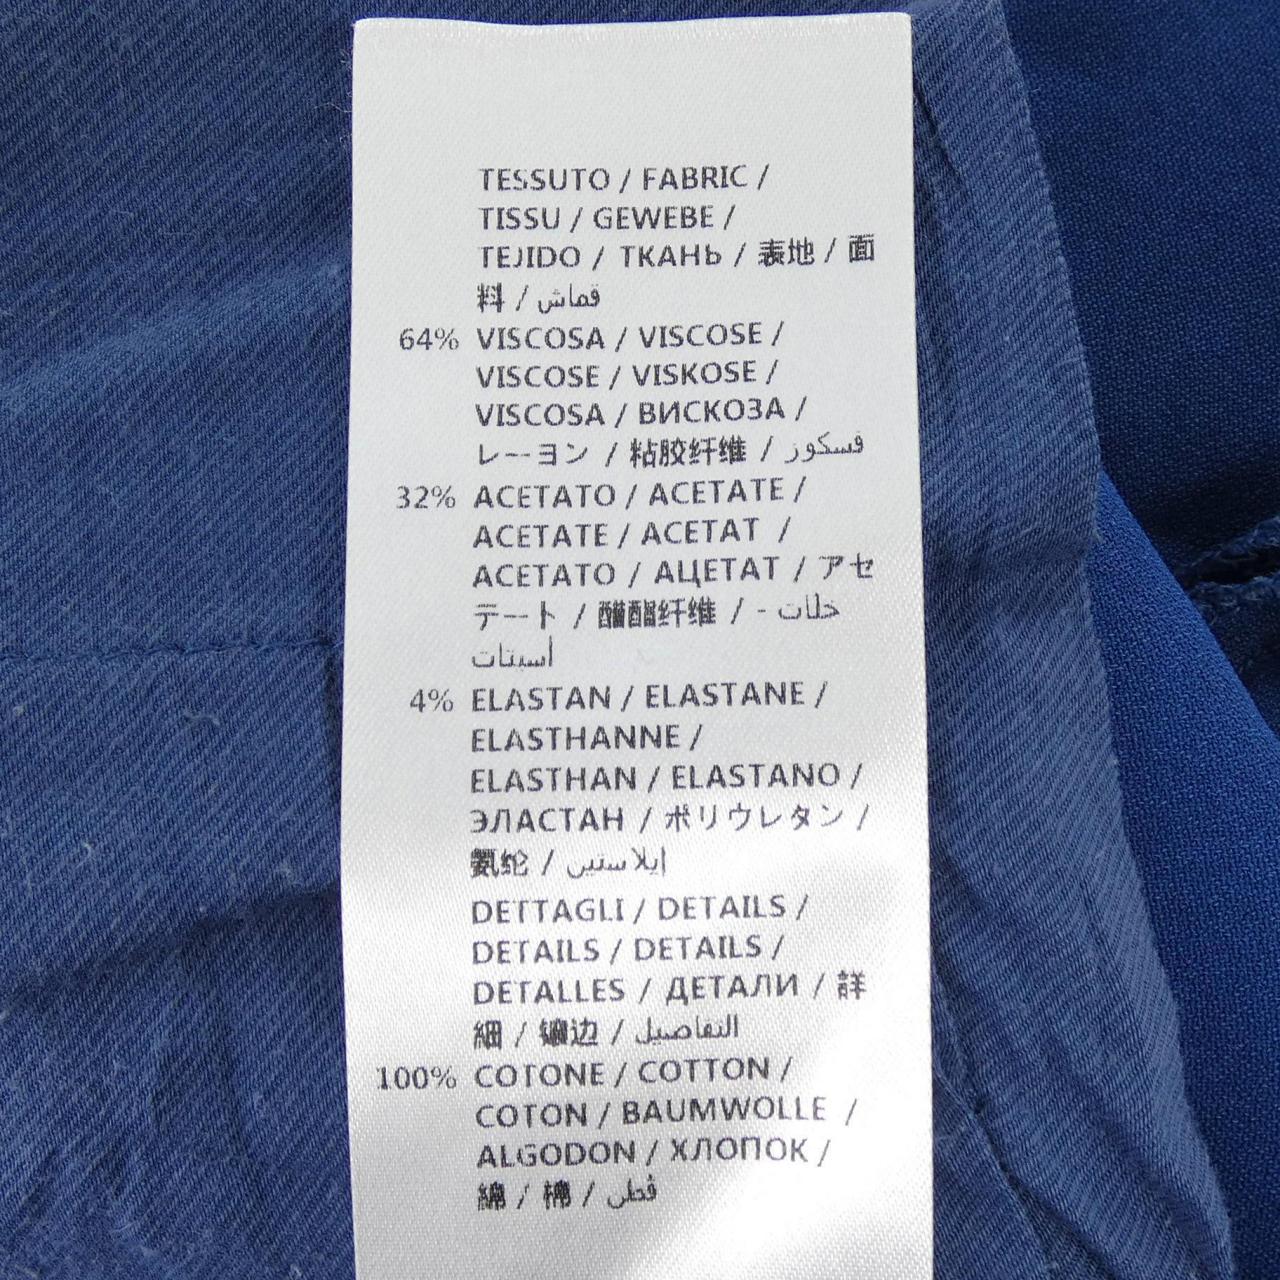 TESSUTO / FABRIC /
TISSU / GEWEBE /
TEJIDO / ТКАНЬ / 表地 / 面
料 / قماش
64% VISCOSA / VISCOSE /
VISCOSE / VISKOSE /
VISCOSA / ВИСКОЗА /
レーヨン / 粘胶纤维 / فسكوز
32% ACETATO / ACETATE /
ACETATE / ACETAT /
ACETATO / АЦЕТАТ / アセ
テート / 醋酯纤维 / - خلات
أسيتات
4% ELASTAN / ELASTANE /
ELASTHANNE /
ELASTHAN / ELASTANO /
ЭЛАСТАН / ポリウレタン /
氨纶 / إيلاستين
DETTAGLI / DETAILS /
DETAILS / DETAILS /
DETALLES / ДЕТАЛИ / 詳
細 / 镶边 / التفاصيل
100% COTONE / COTTON /
COTON / BAUMWOLLE /
ALGODON / ХЛОПОК /
綿 / 棉 / قطن